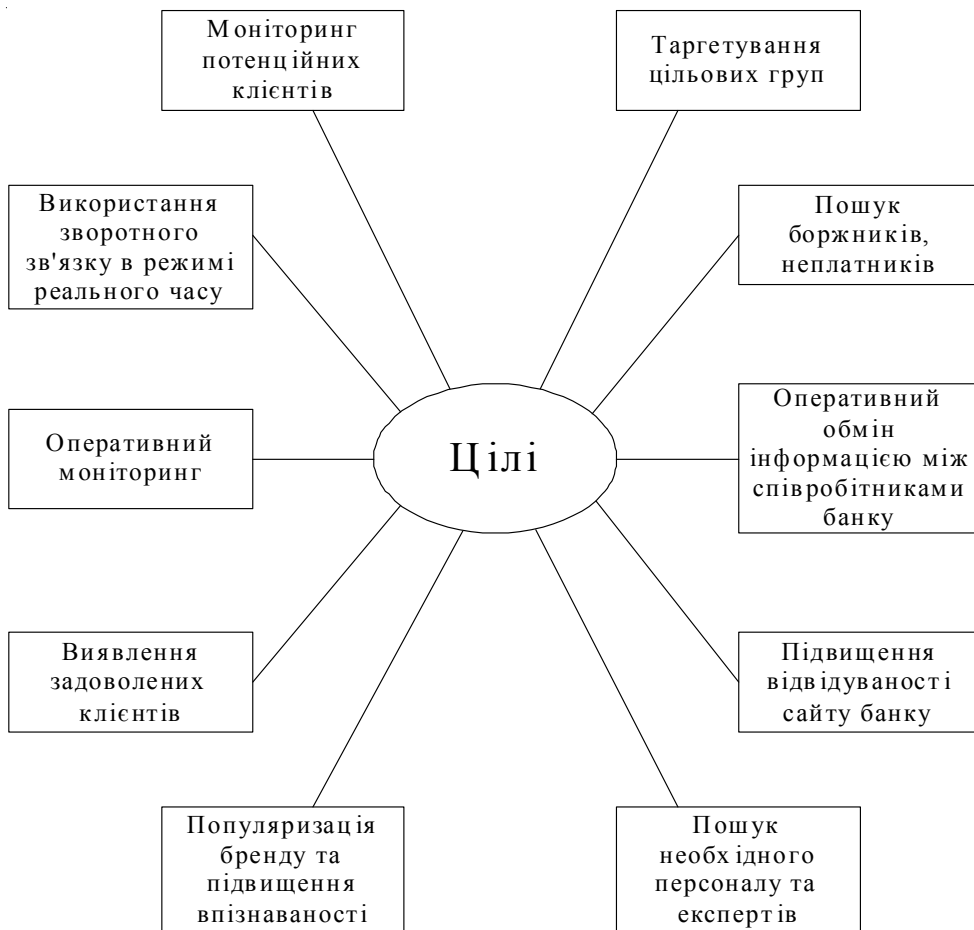 Моніторинг
потенційних
клієнтів
Таргетування
цільових груп
Використання
зворотного
зв'язку в режимі
реального часу
Пошук
боржників,
неплатників
Оперативний
моніторинг
Цілі
Оперативний
обмін
інформацією між
співробітниками
банку
Виявлення
задоволених
клієнтів
Підвищення
відвідуваності
сайту банку
Популяризація
бренду та
підвищення
впізнаваності
Пошук
необхідного
персоналу та
експертів